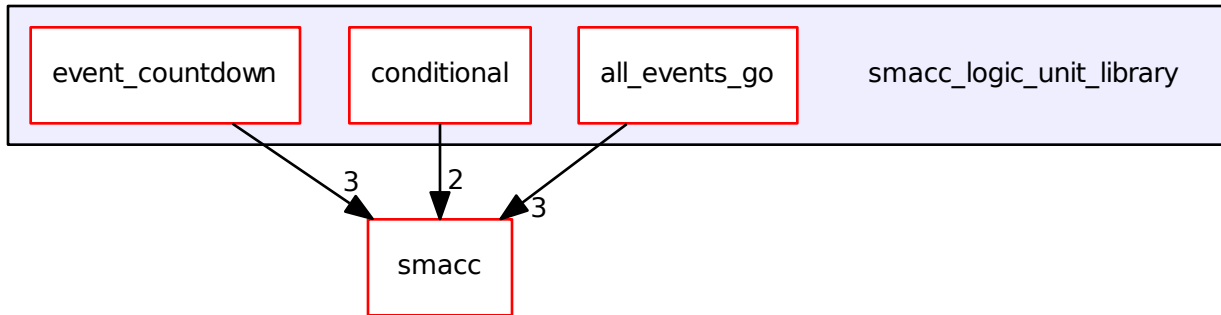 event_countdown
conditional
all_events_go
smacc_logic_unit_library
3
2
3
smacc